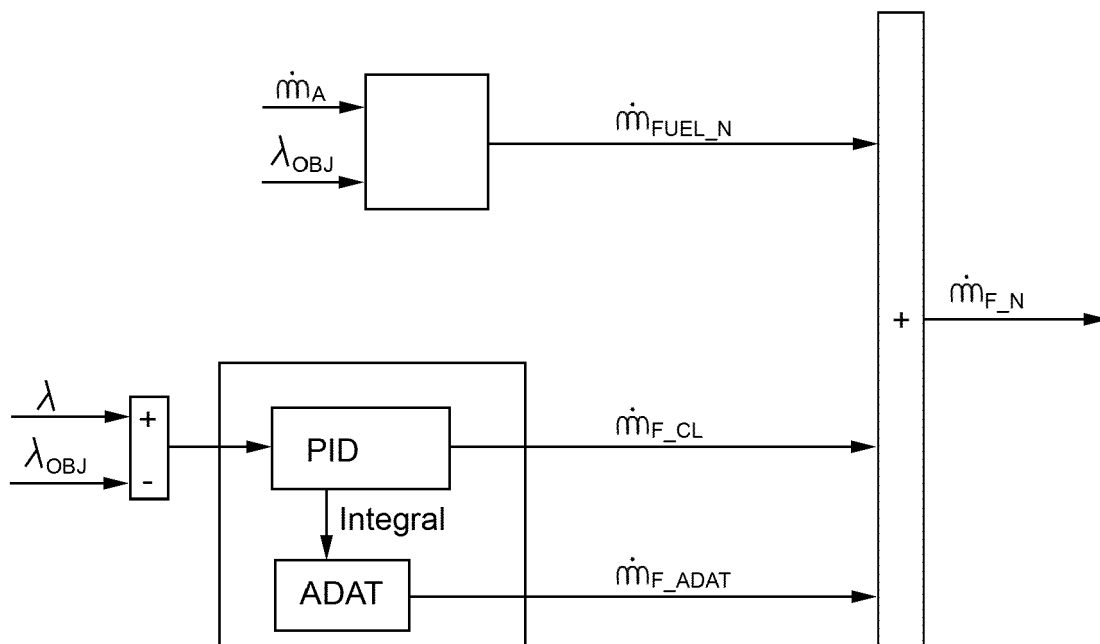 ṁA
λOBJ
ṁFUEL_N
ṁF_N
+
λ
+
λOBJ
-
PID
ṁF_CL
Integral
ADAT
ṁF_ADAT